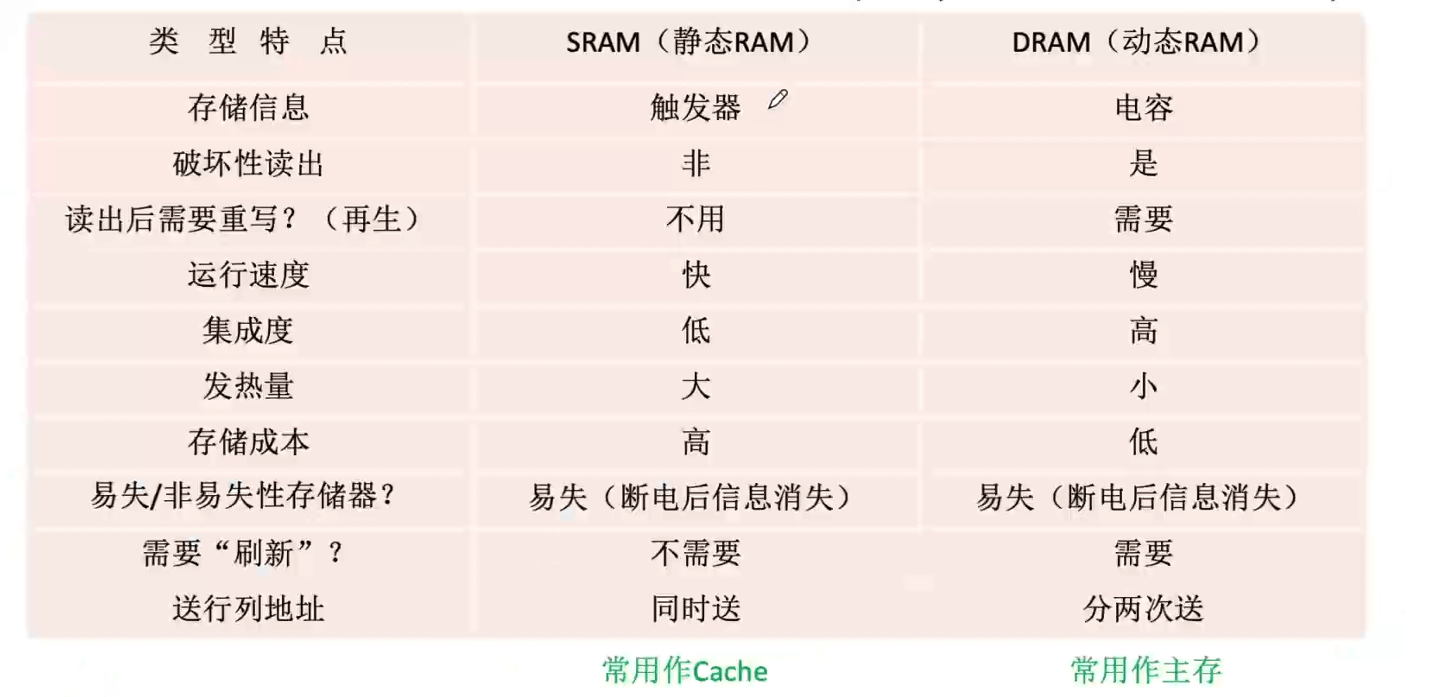 类 型 特 点 SRAM（静态RAM） DRAM（动态RAM）
存储信息 触发器 电容
破坏性读出 非 是
读出后需要重写？（再生） 不用 需要
运行速度 快 慢
集成度 低 高
发热量 大 小
存储成本 高 低
易失/非易失性存储器？ 易失（断电后信息消失） 易失（断电后信息消失）
需要“刷新”？ 不需要 需要
送行列地址 同时送 分两次送
常用作Cache 常用作主存